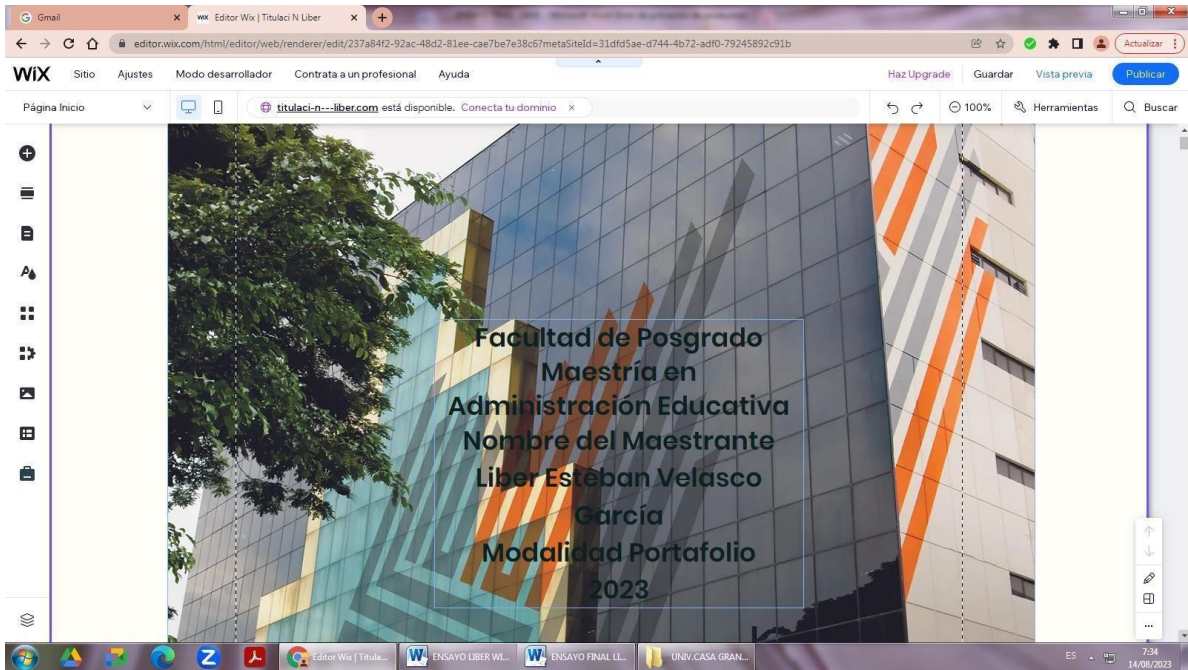 Gmail
Editor Wix | Titulaci N Liber
editor.wix.com/html/editor/web/renderer/edit/237a84f2-92ac-48d2-81ee-cae7be7e38c6?metaSiteId=31dfd5ae-d744-4b72-adf0-79245892c91b
Actualizar
WiX Sitio Ajustes Modo desarrollador Contrata a un profesional Ayuda Haz Upgrade Guardar Vista previa Publicar
Página Inicio titulaci-n---liber.com está disponible. Conecta tu dominio × 100% Herramientas Buscar
Facultad de Posgrado
Maestría en
Administración Educativa
Nombre del Maestrante
Liber Esteban Velasco
García
Modalidad Portafolio
2023
Editor Wix | Titula... ENSAYO LIBER WI... ENSAYO FINAL LI... UNIV.CASA GRAN... ES 7:34
14/08/2023